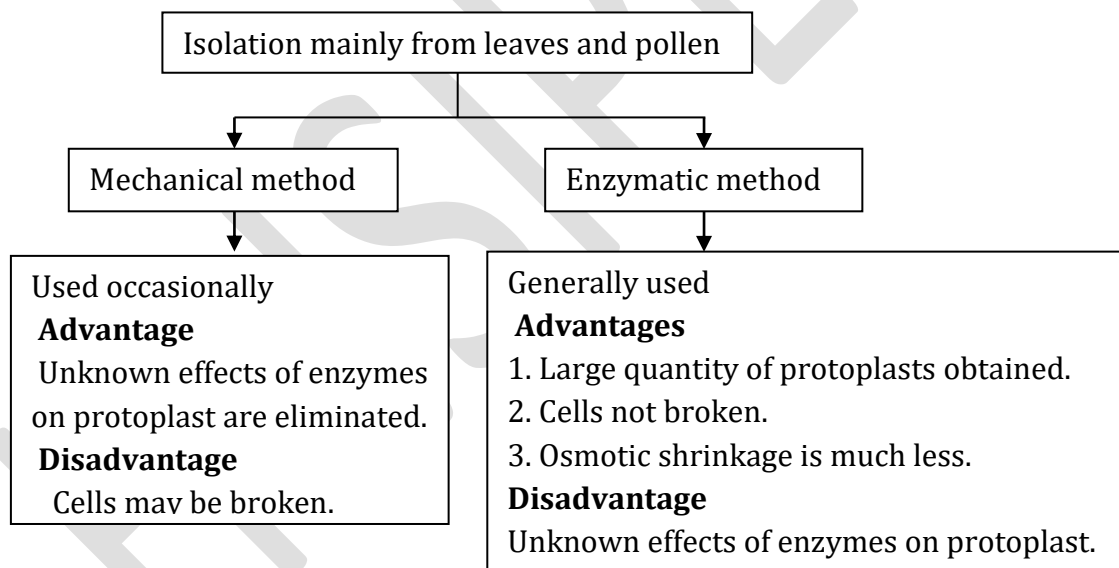 Isolation mainly from leaves and pollen
Mechanical method
Enzymatic method
Used occasionally
Advantage
Unknown effects of enzymes
on protoplast are eliminated.
Disadvantage
Cells may be broken.
Generally used
Advantages
1. Large quantity of protoplasts obtained.
2. Cells not broken.
3. Osmotic shrinkage is much less.
Disadvantage
Unknown effects of enzymes on protoplast.